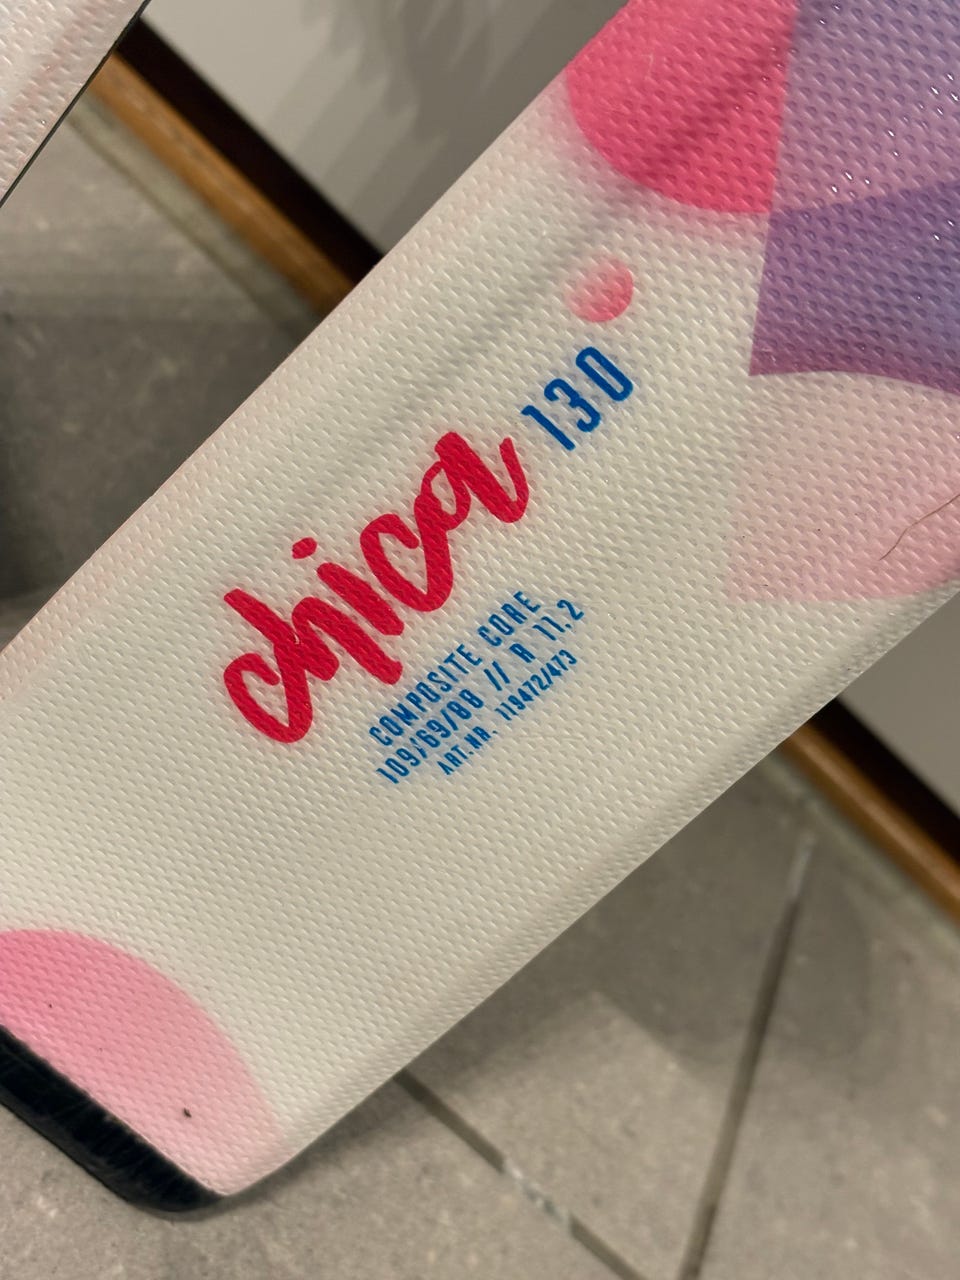 chica 130
COMPOSITE CORE
109/69/88 // R 11,2
ART.NR. 119472/473